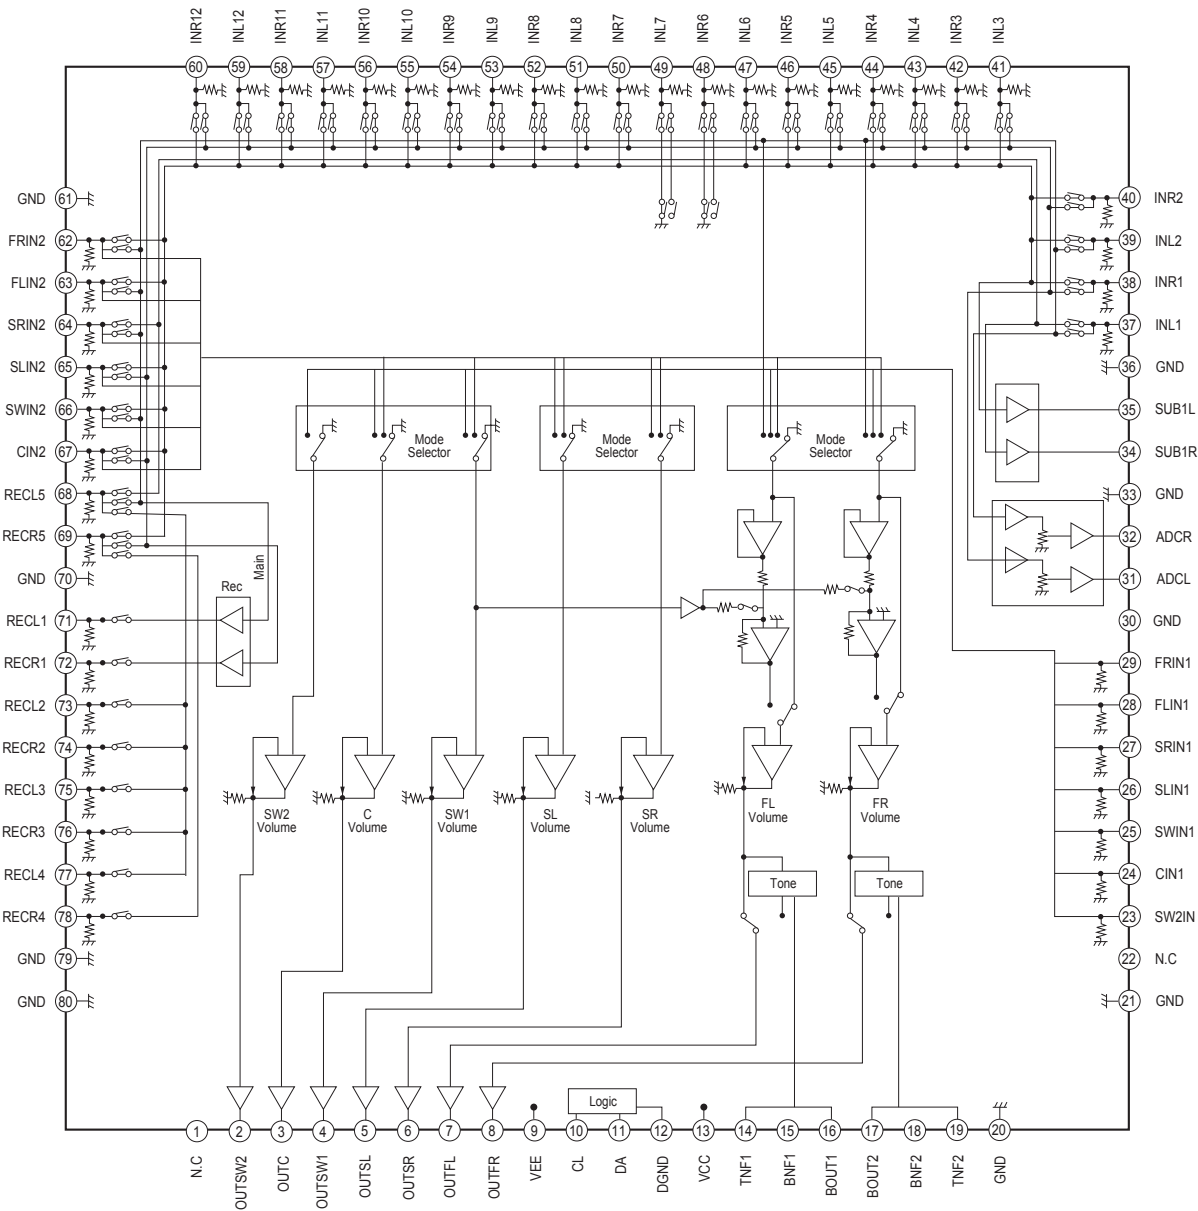 INR12 INL12 INR11 INL11 INR10 INL10 INR9 INL9 INR8 INL8 INR7 INL7 INR6 INL6 INR5 INL5 INR4 INL4 INR3 INL3
60 59 58 57 56 55 54 53 52 51 50 49 48 47 46 45 44 43 42 41
GND 61
FRIN2 62
FLIN2 63
SRIN2 64
SLIN2 65
SWIN2 66
CIN2 67
RECL5 68
RECR5 69
GND 70
RECL1 71
RECR1 72
RECL2 73
RECR2 74
RECL3 75
RECR3 76
RECL4 77
RECR4 78
GND 79
GND 80
40 INR2
39 INL2
38 INR1
37 INL1
36 GND
35 SUB1L
34 SUB1R
33 GND
32 ADCR
31 ADCL
30 GND
29 FRIN1
28 FLIN1
27 SRIN1
26 SLIN1
25 SWIN1
24 CIN1
23 SW2IN
22 N.C
21 GND
Mode
Selector
Mode
Selector
Mode
Selector
Main
Rec
SW2
Volume
C
Volume
SW1
Volume
SL
Volume
SR
Volume
FL
Volume
FR
Volume
Tone
Tone
Logic
1 2 3 4 5 6 7 8 9 10 11 12 13 14 15 16 17 18 19 20
N.C OUTSW2 OUTC OUTSW1 OUTSL OUTSR OUTFL OUTFR VEE CL DA DGND VCC TNF1 BNF1 BOUT1 BOUT2 BNF2 TNF2 GND